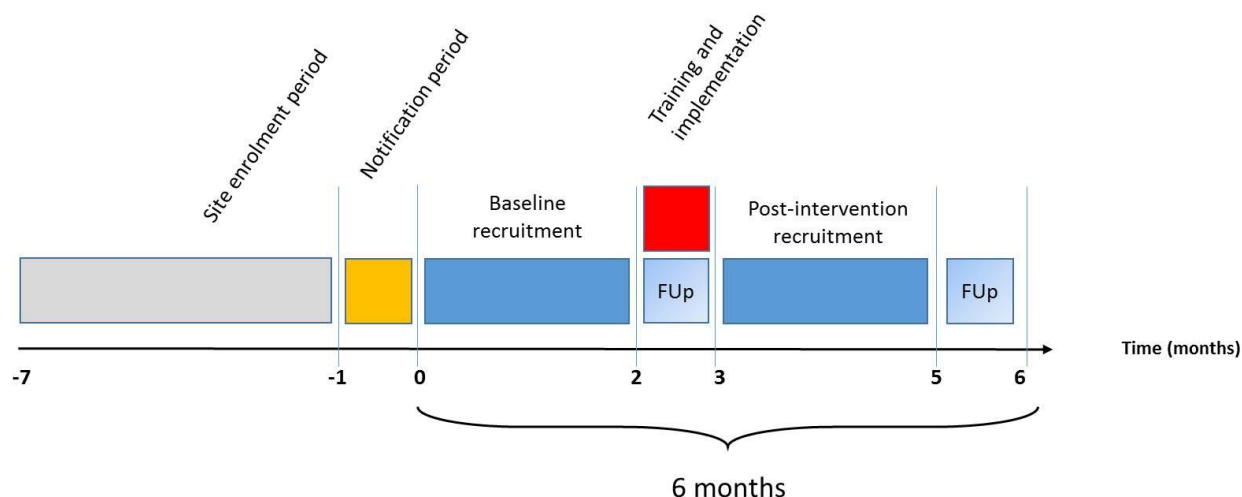 Site enrolment period
Notification period
Training and
implementation
Baseline
recruitment
Post-intervention
recruitment
FUp
FUp
Time (months)
-7
-1
0
2
3
5
6
6 months